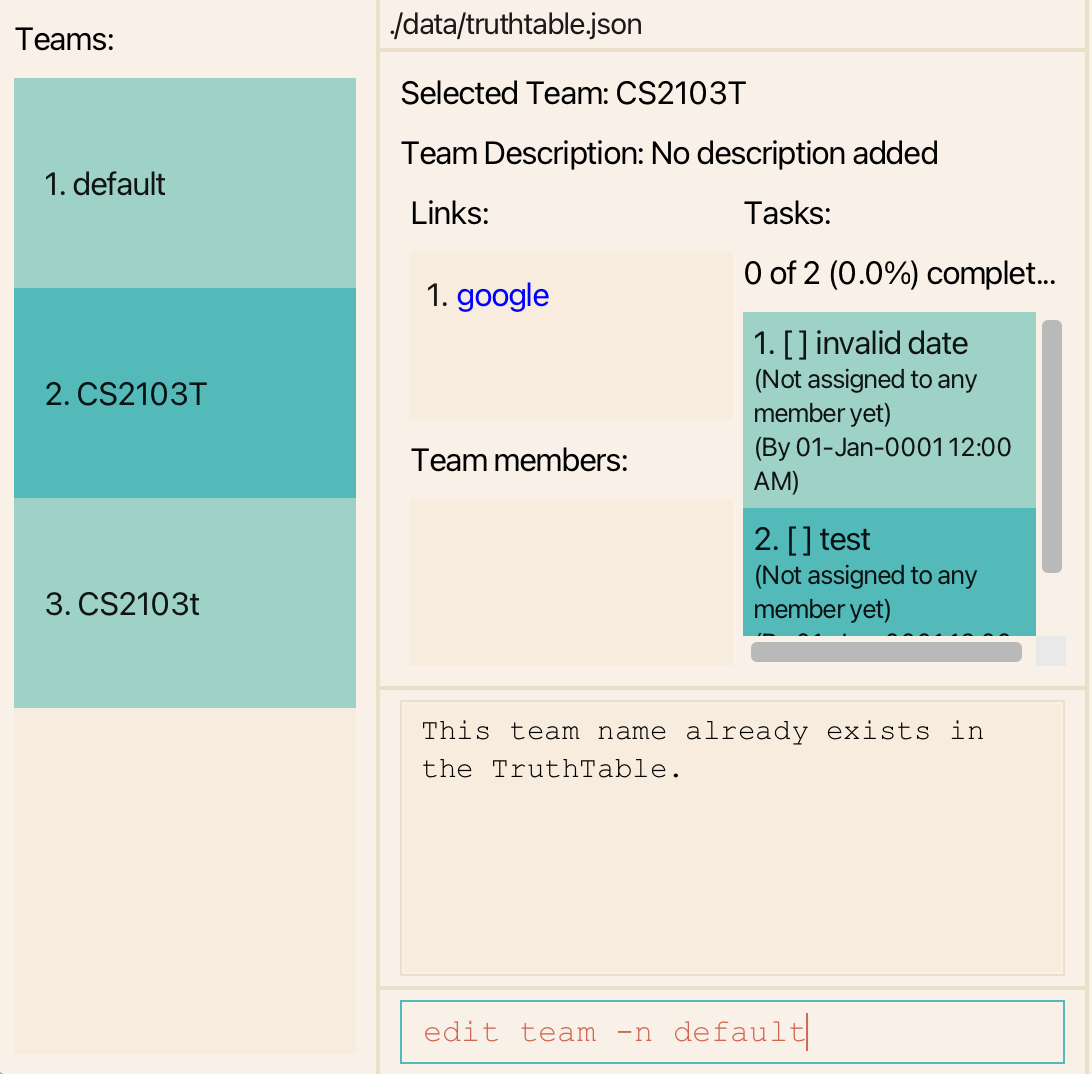 Teams:
1. default
2. CS2103T
3. CS2103t
./data/truthtable.json
Selected Team: CS2103T
Team Description: No description added
Links:
1. google
Team members:
Tasks:
0 of 2 (0.0%) complet...
1. [ ] invalid date
(Not assigned to any
member yet)
(By 01-Jan-0001 12:00
AM)
2. [ ] test
(Not assigned to any
member yet)
This team name already exists in
the TruthTable.
edit team -n default